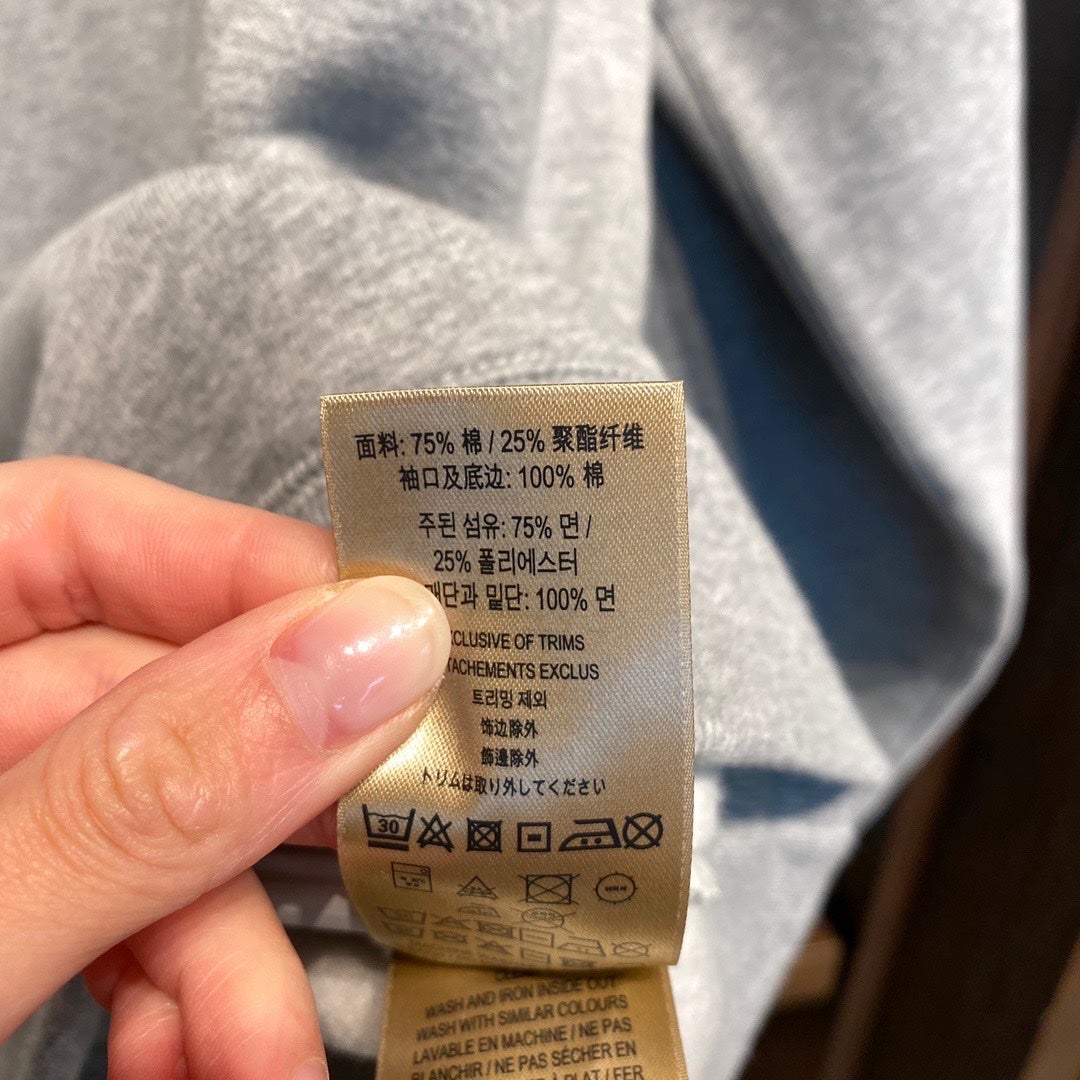 面料: 75% 棉 / 25% 聚酯纤维
袖口及底边: 100% 棉
주된 섬유: 75% 면 /
25% 폴리에스터
밑단: 100% 면
OF TRIMS
EXCLUS
트리밍 제외
饰边除外
飾邊除外
トリムは取り外してください
30
WASH AND IRON INSIDE OUT
WASH WITH SIMILAR COLOURS
LAVABLE EN MACHINE / NE PAS
BLANCHIR / NE PAS SÉCHER EN
À PLAT / FER